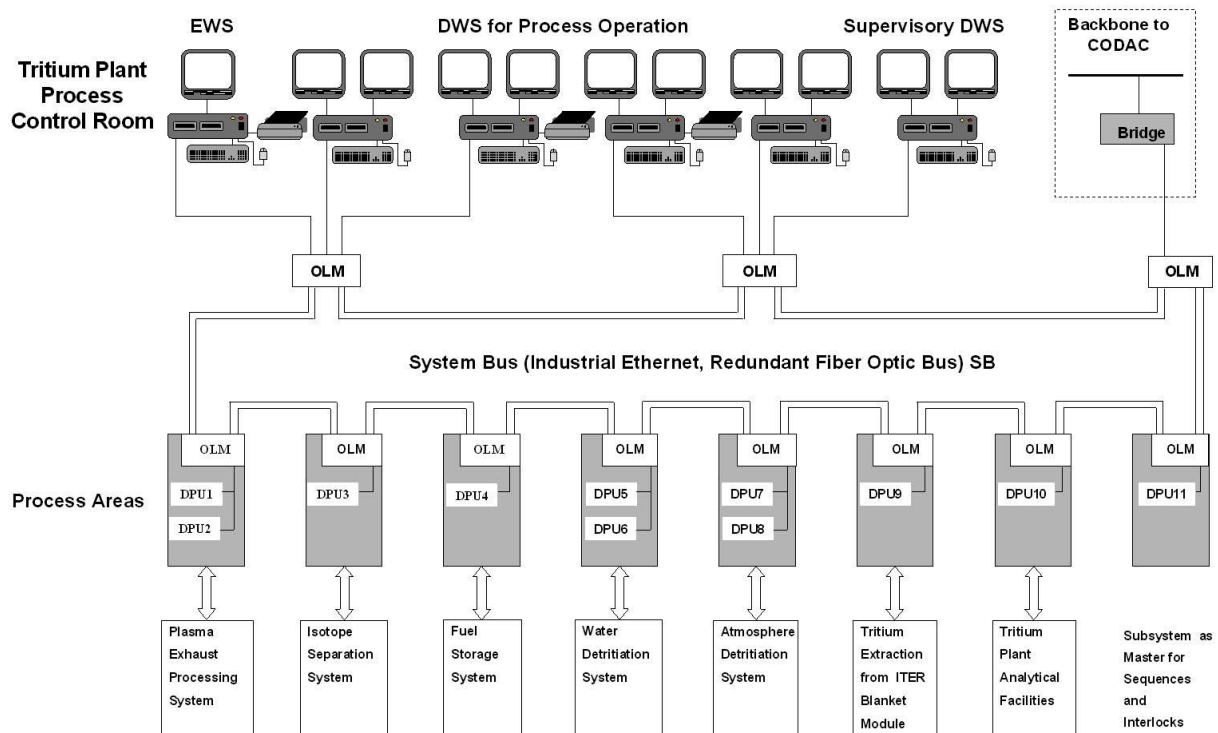 EWS
DWS for Process Operation
Supervisory DWS
Backbone to
CODAC
Tritium Plant
Process
Control Room
Bridge
OLM
OLM
OLM
System Bus (Industrial Ethernet, Redundant Fiber Optic Bus) SB
Process Areas
OLM
DPU1
DPU2
OLM
DPU3
OLM
DPU4
OLM
DPU5
DPU6
OLM
DPU7
DPU8
OLM
DPU9
OLM
DPU10
OLM
DPU11
Plasma
Exhaust
Processing
System
Isotope
Separation
System
Fuel
Storage
System
Water
Detritiation
System
Atmosphere
Detritiation
System
Tritium
Extraction
from ITER
Blanket
Module
Tritium
Plant
Analytical
Facilities
Subsystem as
Master for
Sequences
and
Interlocks